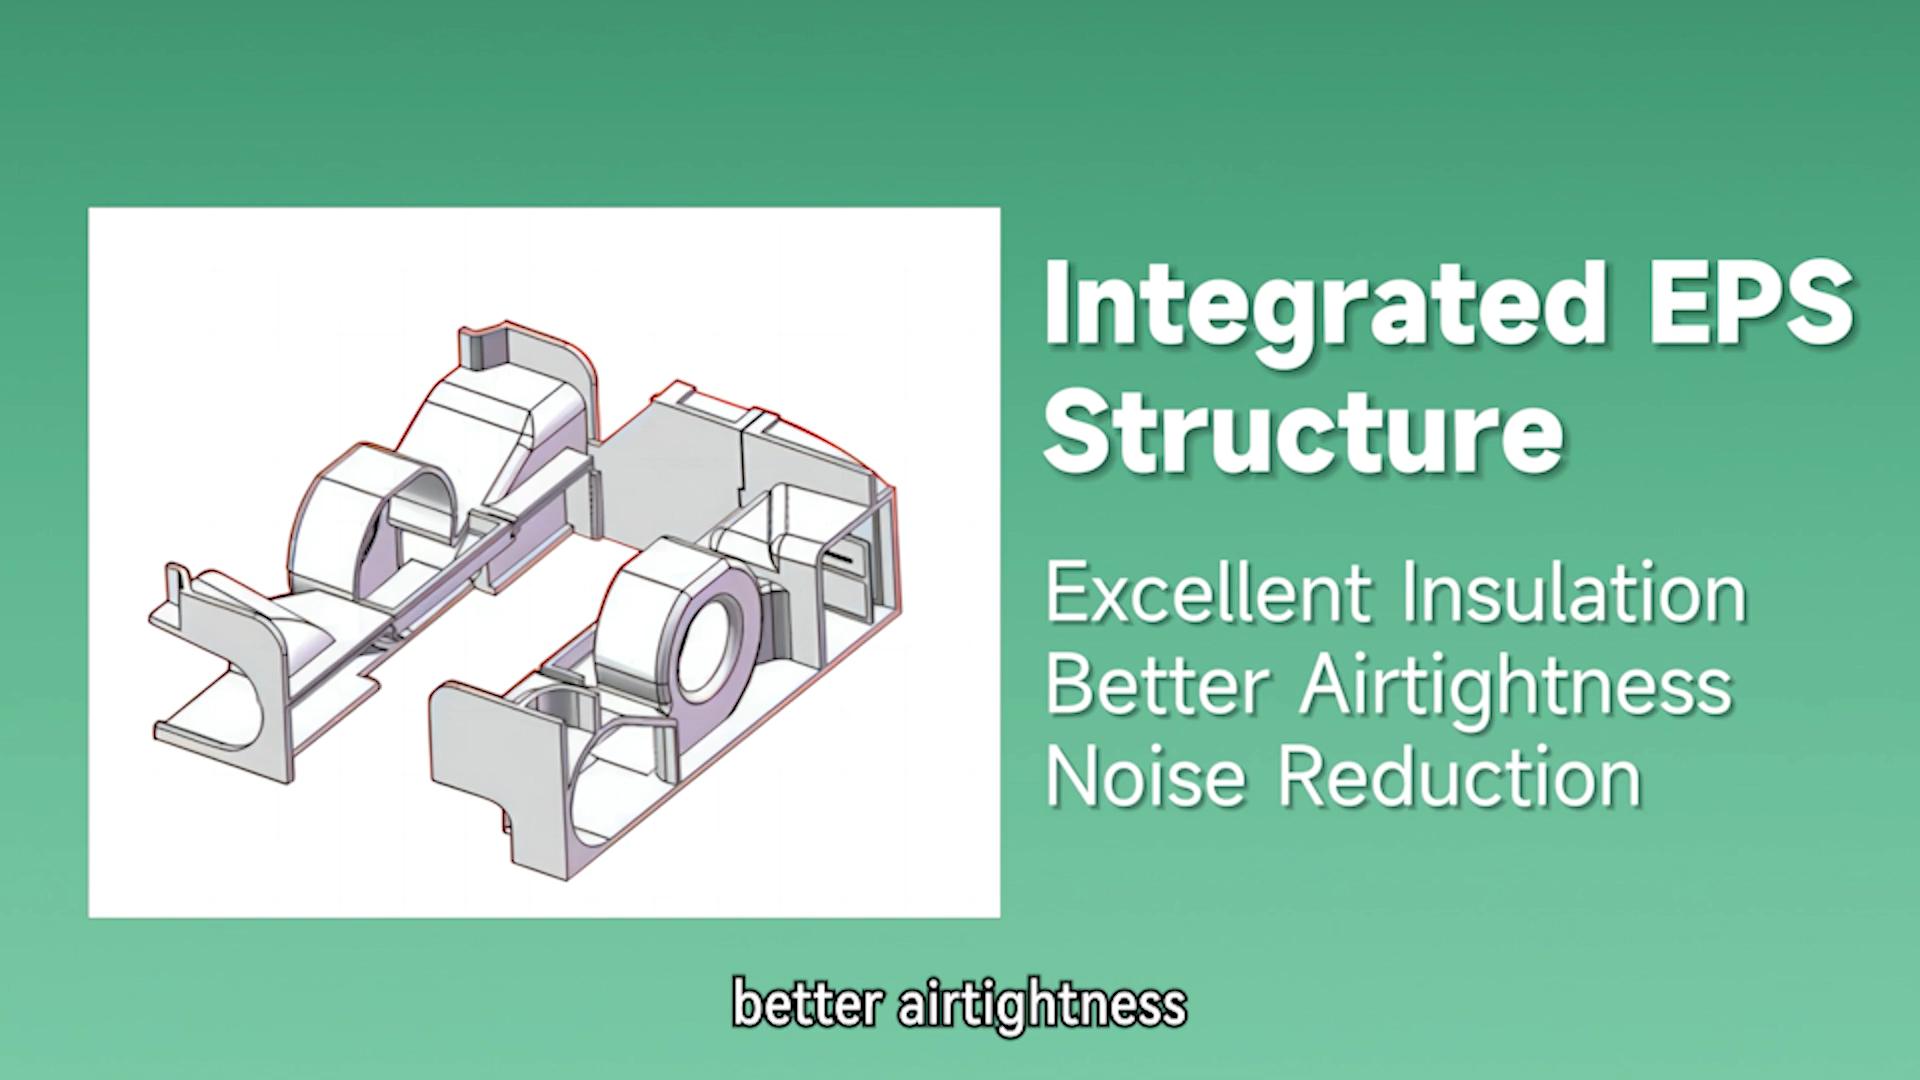 Integrated EPS
Structure
Excellent Insulation
Better Airtightness
Noise Reduction
better airtightness